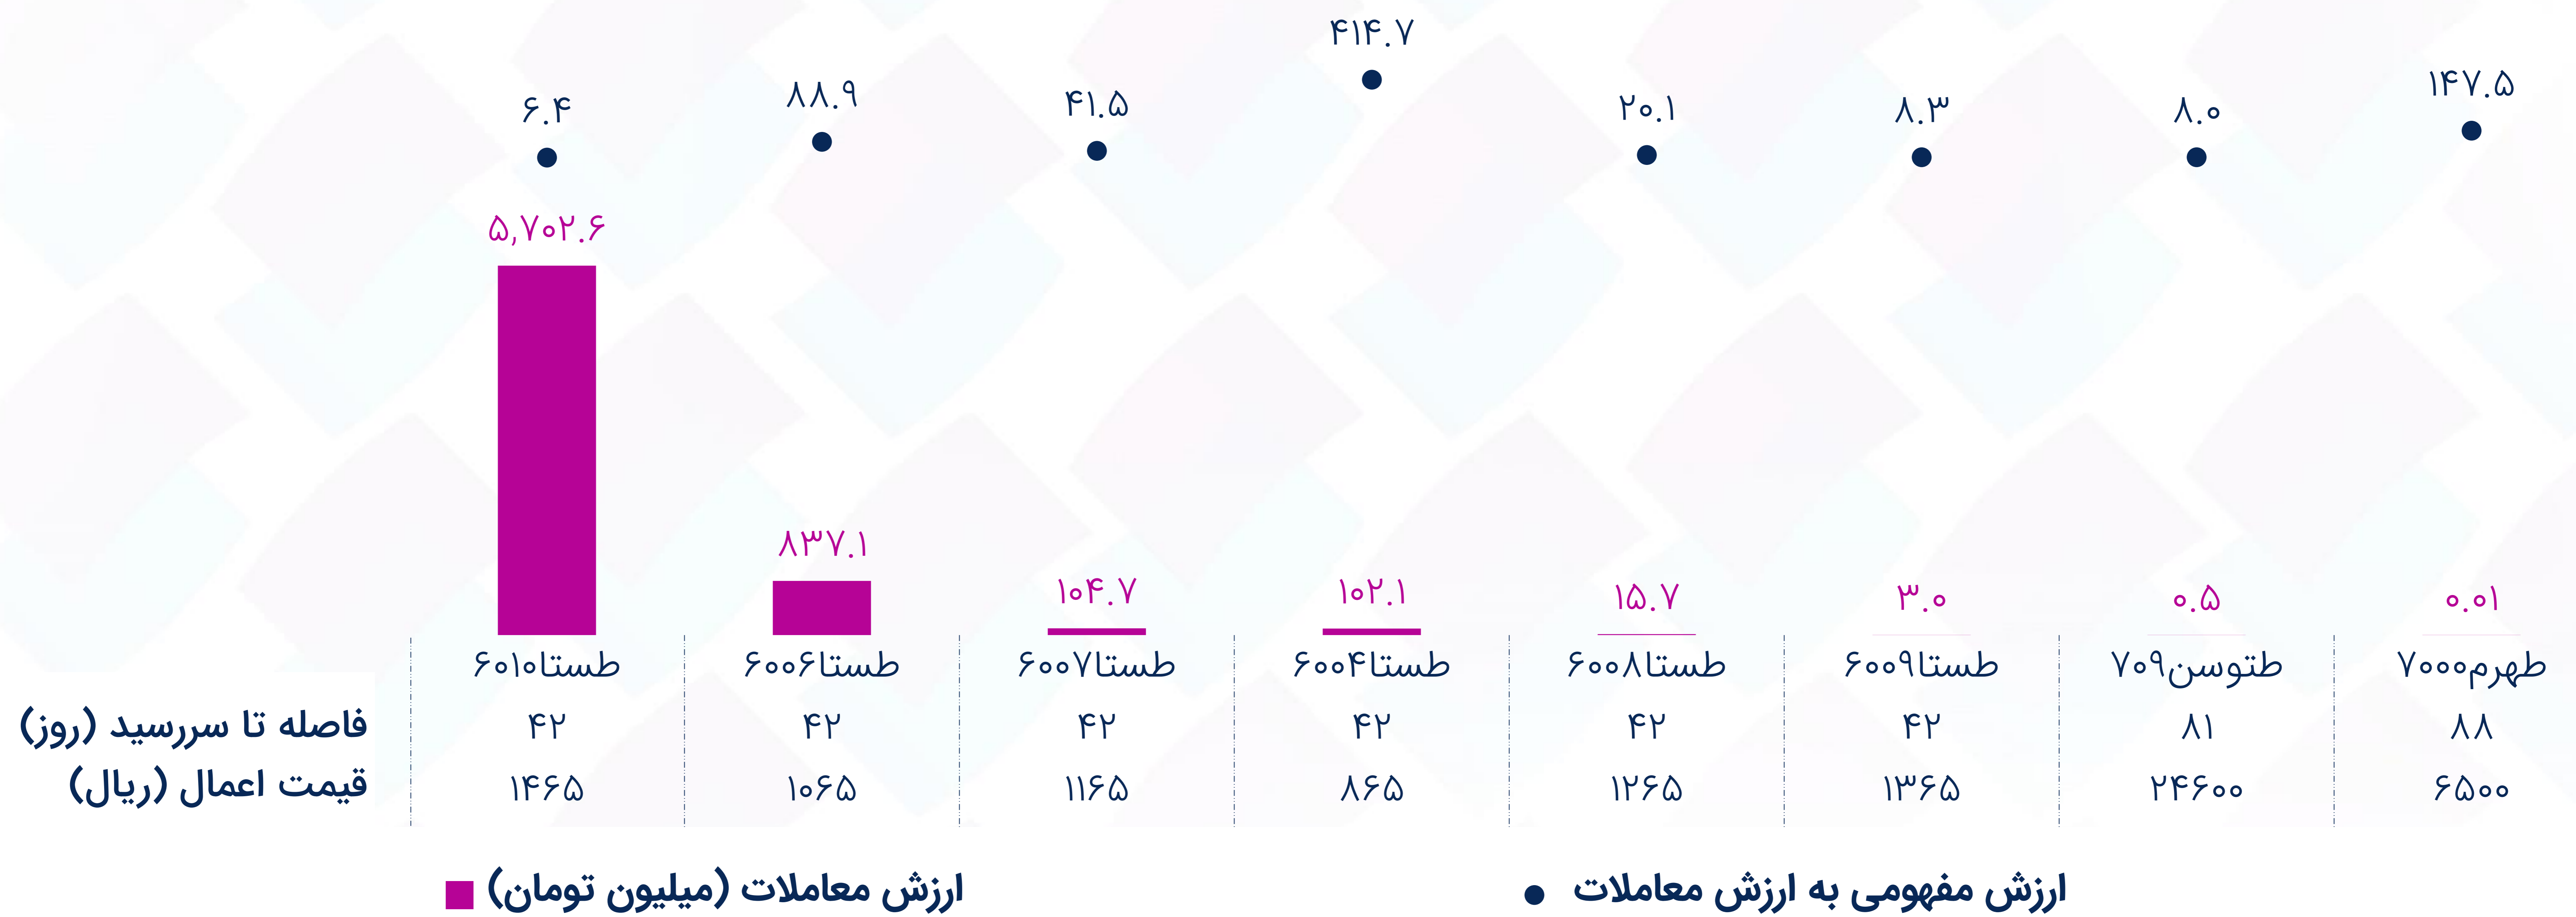 ۶.۴ ۸۸.۹ ۴۱.۵ ۴۱۴.۷ ۲۰.۱ ۸.۳ ۸.۰ ۱۴۷.۵
۵,۷۰۲.۶ ۸۳۷.۱ ۱۰۴.۷ ۱۰۲.۱ ۱۵.۷ ۳.۰ ۰.۵ ۰.۰۱
طستا۶۰۱۰ طستا۶۰۰۶ طستا۶۰۰۷ طستا۶۰۰۴ طستا۶۰۰۸ طستا۶۰۰۹ طتوسن۷۰۹ طهرم۷۰۰۰
فاصله تا سررسید (روز) ۴۲ ۴۲ ۴۲ ۴۲ ۴۲ ۴۲ ۸۱ ۸۸
قیمت اعمال (ریال) ۱۴۶۵ ۱۰۶۵ ۱۱۶۵ ۸۶۵ ۱۲۶۵ ۱۳۶۵ ۲۴۶۰۰ ۶۵۰۰
ارزش معاملات (میلیون تومان)
ارزش مفهومی به ارزش معاملات